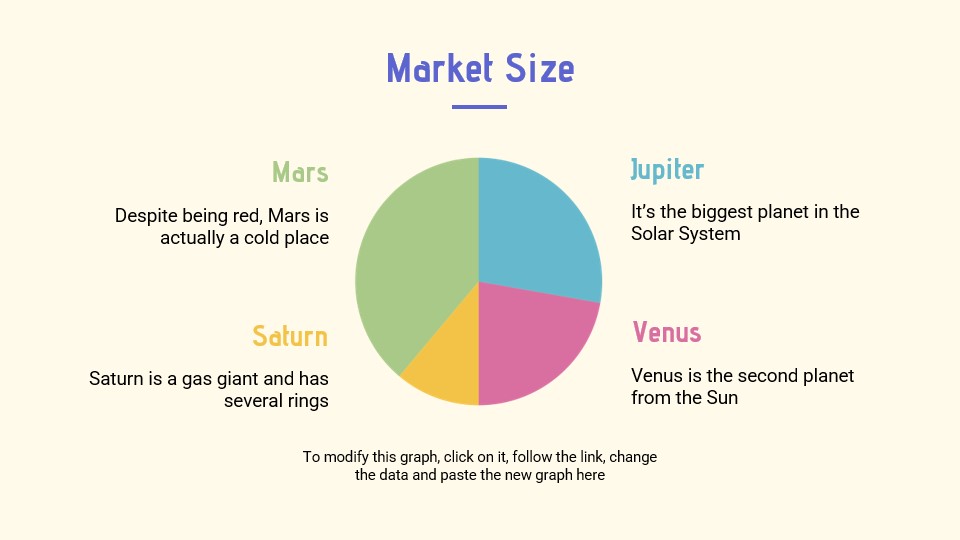 Market Size
Mars
Despite being red, Mars is
actually a cold place
Jupiter
It’s the biggest planet in the
Solar System
Saturn
Saturn is a gas giant and has
several rings
Venus
Venus is the second planet
from the Sun
To modify this graph, click on it, follow the link, change
the data and paste the new graph here